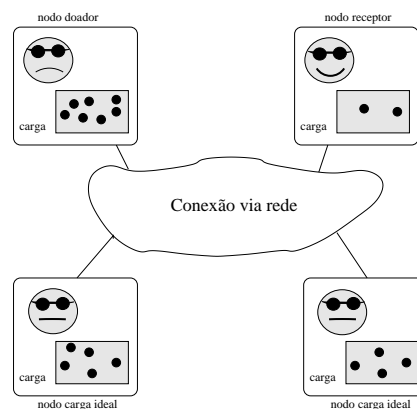 nodo doador
nodo receptor
carga
carga
Conexão via rede
carga
carga
nodo carga ideal
nodo carga ideal